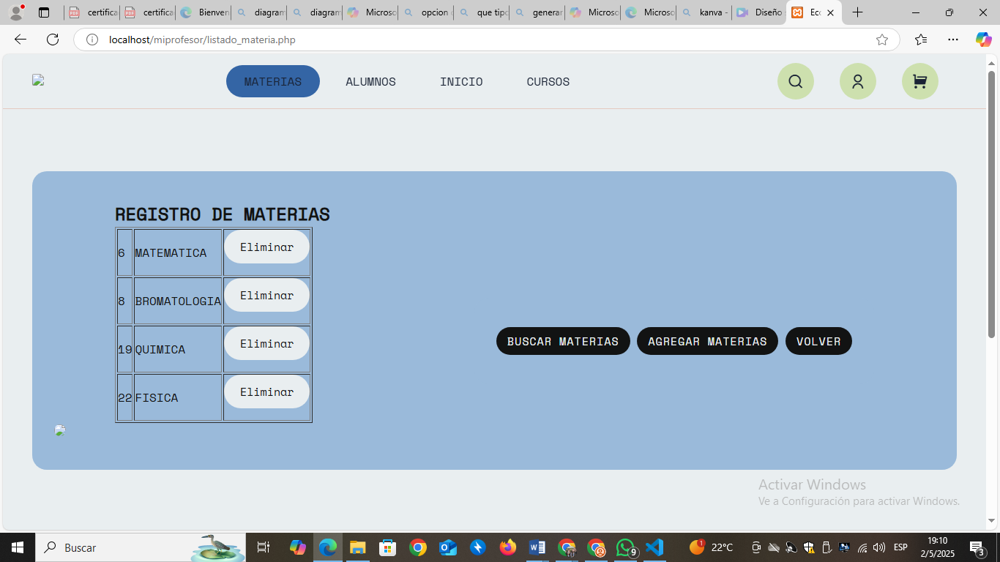 certifica
certifica
Bienven
diagram
diagram
Microso
opcion
que tipo
generar
Microso
Microso
kanva -
Diseño
localhost/miprofesor/listado_materia.php
MATERIAS ALUMNOS INICIO CURSOS
REGISTRO DE MATERIAS
6 MATEMATICA Eliminar
8 BROMATOLOGIA Eliminar
19 QUIMICA Eliminar
22 FISICA Eliminar
BUSCAR MATERIAS AGREGAR MATERIAS VOLVER
Activar Windows
Ve a Configuración para activar Windows.
Buscar
1 22°C ESP 19:10
9 2/5/2025 3